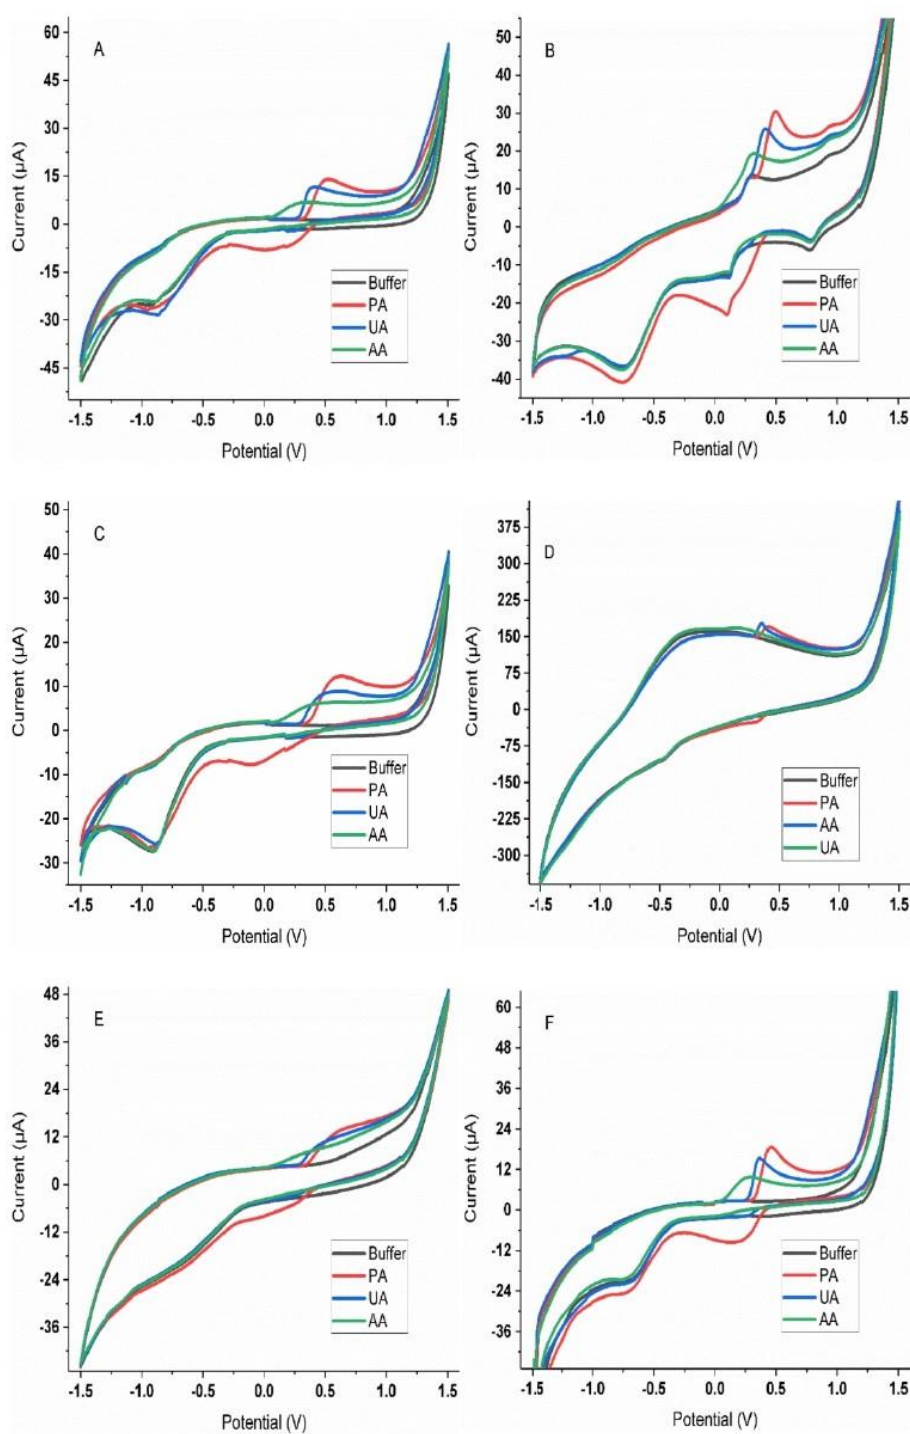 A
Current (µA)
60
45
30
15
0
-15
-30
-45
Buffer
PA
UA
AA
-1.5 -1.0 -0.5 0.0 0.5 1.0 1.5
Potential (V)
B
Current (µA)
50
40
30
20
10
0
-10
-20
-30
-40
Buffer
PA
UA
AA
-1.5 -1.0 -0.5 0.0 0.5 1.0 1.5
Potential (V)
C
Current (µA)
50
40
30
20
10
0
-10
-20
-30
Buffer
PA
UA
AA
-1.5 -1.0 -0.5 0.0 0.5 1.0 1.5
Potential (V)
D
Current (µA)
375
300
225
150
75
0
-75
-150
-225
-300
Buffer
PA
AA
UA
-1.5 -1.0 -0.5 0.0 0.5 1.0 1.5
Potential (V)
E
Current (µA)
48
36
24
12
0
-12
-24
-36
Buffer
PA
UA
AA
-1.5 -1.0 -0.5 0.0 0.5 1.0 1.5
Potential (V)
F
Current (µA)
60
48
36
24
12
0
-12
-24
-36
Buffer
PA
UA
AA
-1.5 -1.0 -0.5 0.0 0.5 1.0 1.5
Potential (V)